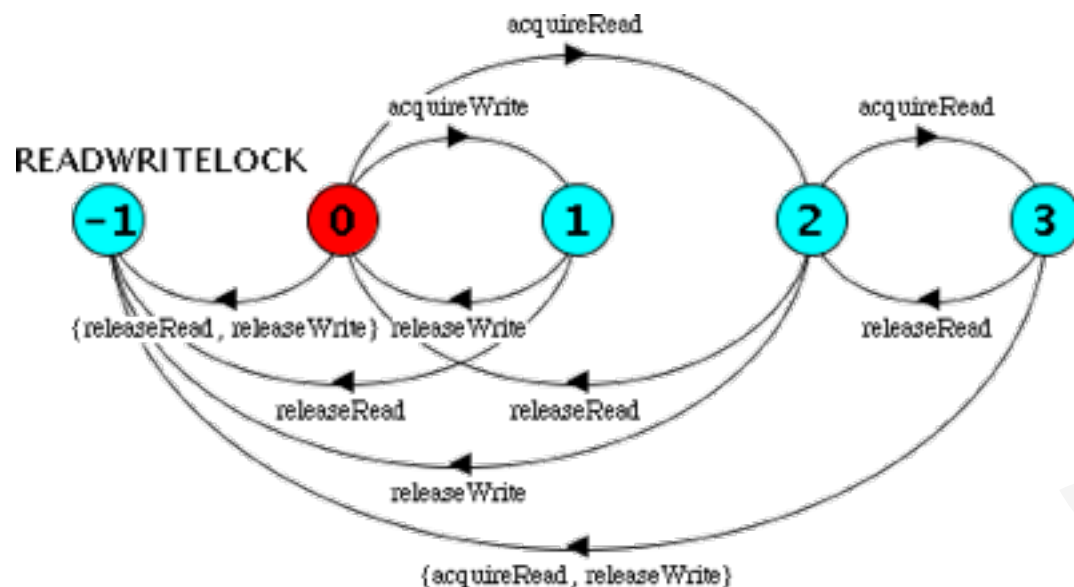 acquireRead
acquireWrite
acquireRead
READWRITELOCK
-1
0
1
2
3
{releaseRead, releaseWrite}
releaseWrite
releaseRead
releaseRead
releaseRead
releaseWrite
{acquireRead, releaseWrite}